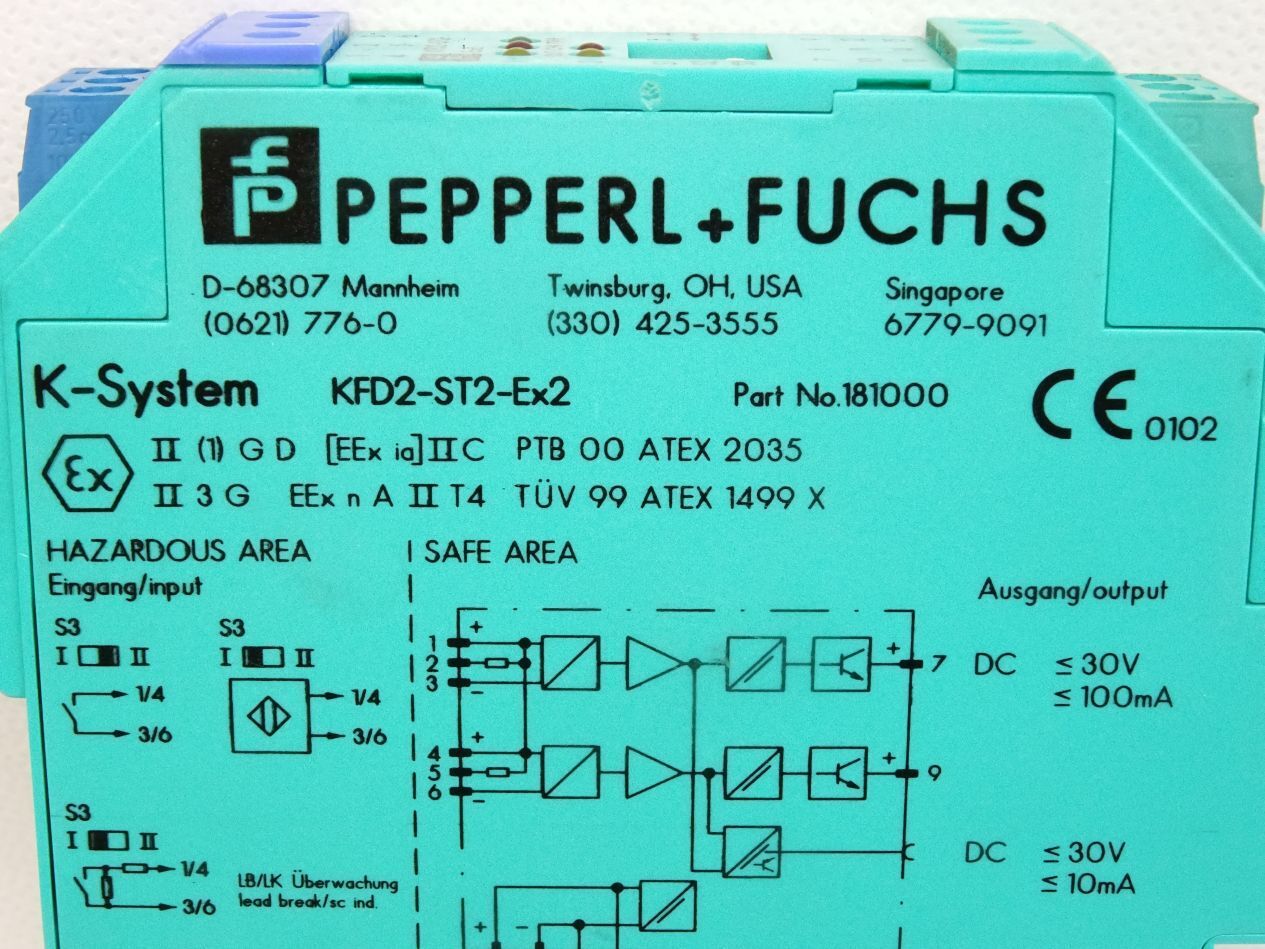 PEPPERL+FUCHS
D-68307 Mannheim Twinsburg, OH, USA Singapore
(0621) 776-0 (330) 425-3555 6779-9091
K-System KFD2-ST2-Ex2 Part No.181000 CE 0102
Ex II (1) G D [EEx ia] II C PTB 00 ATEX 2035
II 3 G EEx n A II T4 TÜV 99 ATEX 1499 X
HAZARDOUS AREA SAFE AREA
Eingang/input Ausgang/output
S3 S3
I II I II
1/4 1/4
3/6 3/6
1 +
2
3 -
+ 7 DC ≤ 30V
≤ 100mA
4 +
5
6 -
+ 9
S3
I II
1/4
3/6
LB/LK Überwachung
lead break/sc ind.
DC ≤ 30V
≤ 10mA
+ -